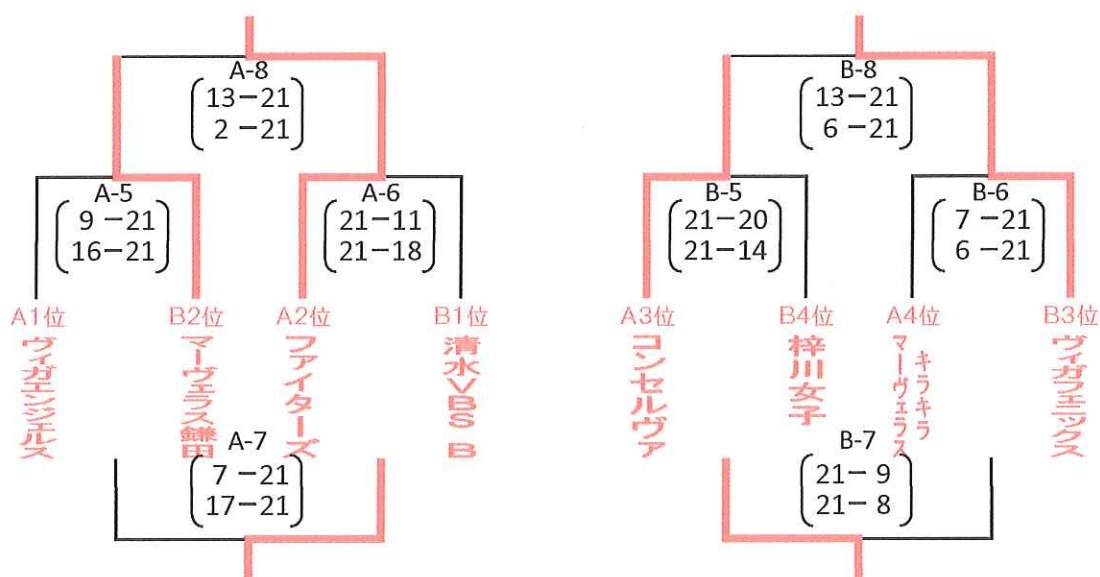 A-8
13-21
2-21
B-8
13-21
6-21
A-5
9-21
16-21
A-6
21-11
21-18
B-5
21-20
21-14
B-6
7-21
6-21
A1位
B2位
A2位
B1位
A3位
B4位
A4位
B3位
ヴィガエンジェルス
マーヴェラス鎌田
ファイターズ
清水VBS B
コンセルヴァ
梓川女子
キラキラ
マーヴェラス
ヴィガフェニックス
A-7
7-21
17-21
B-7
21-9
21-8